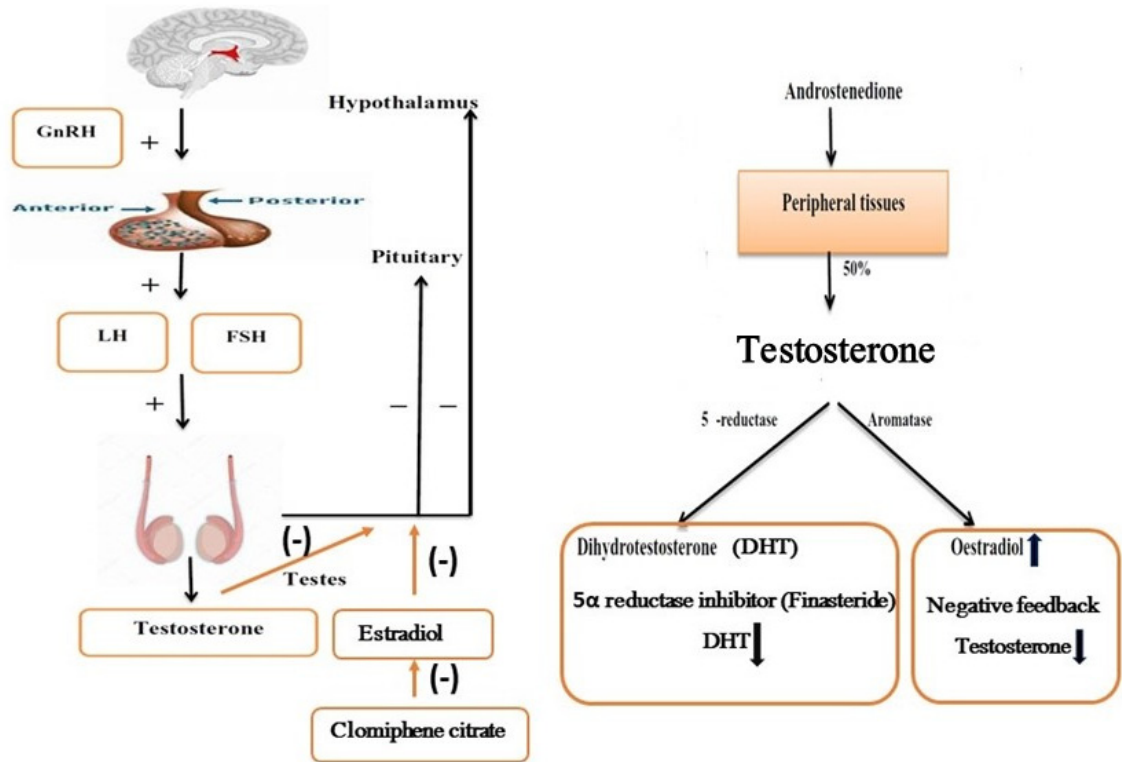 Hypothalamus
GnRH
+
Anterior
Posterior
Pituitary
+
LH
FSH
+
–
–
(-)
Testes
(-)
Testosterone
Estradiol
(-)
Clomiphene citrate
Androstenedione
Peripheral tissues
50%
Testosterone
5 -reductase
Aromatase
Dihydrotestosterone (DHT)
5α reductase inhibitor (Finasteride)
DHT
Oestradiol
Negative feedback
Testosterone